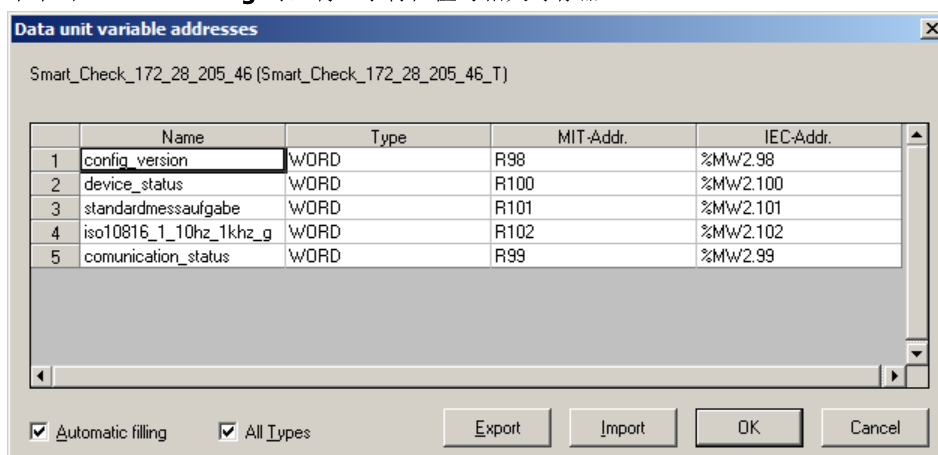 g
Data unit variable addresses
Smart_Check_172_28_205_46 (Smart_Check_172_28_205_46_T)
Name Type MIT-Addr. IEC-Addr.
1 config_version WORD R98 %MW2.98
2 device_status WORD R100 %MW2.100
3 standardmessaufgabe WORD R101 %MW2.101
4 iso10816_1_10hz_1khz_g WORD R102 %MW2.102
5 comunication_status WORD R99 %MW2.99
Automatic filling All Types Export Import OK Cancel